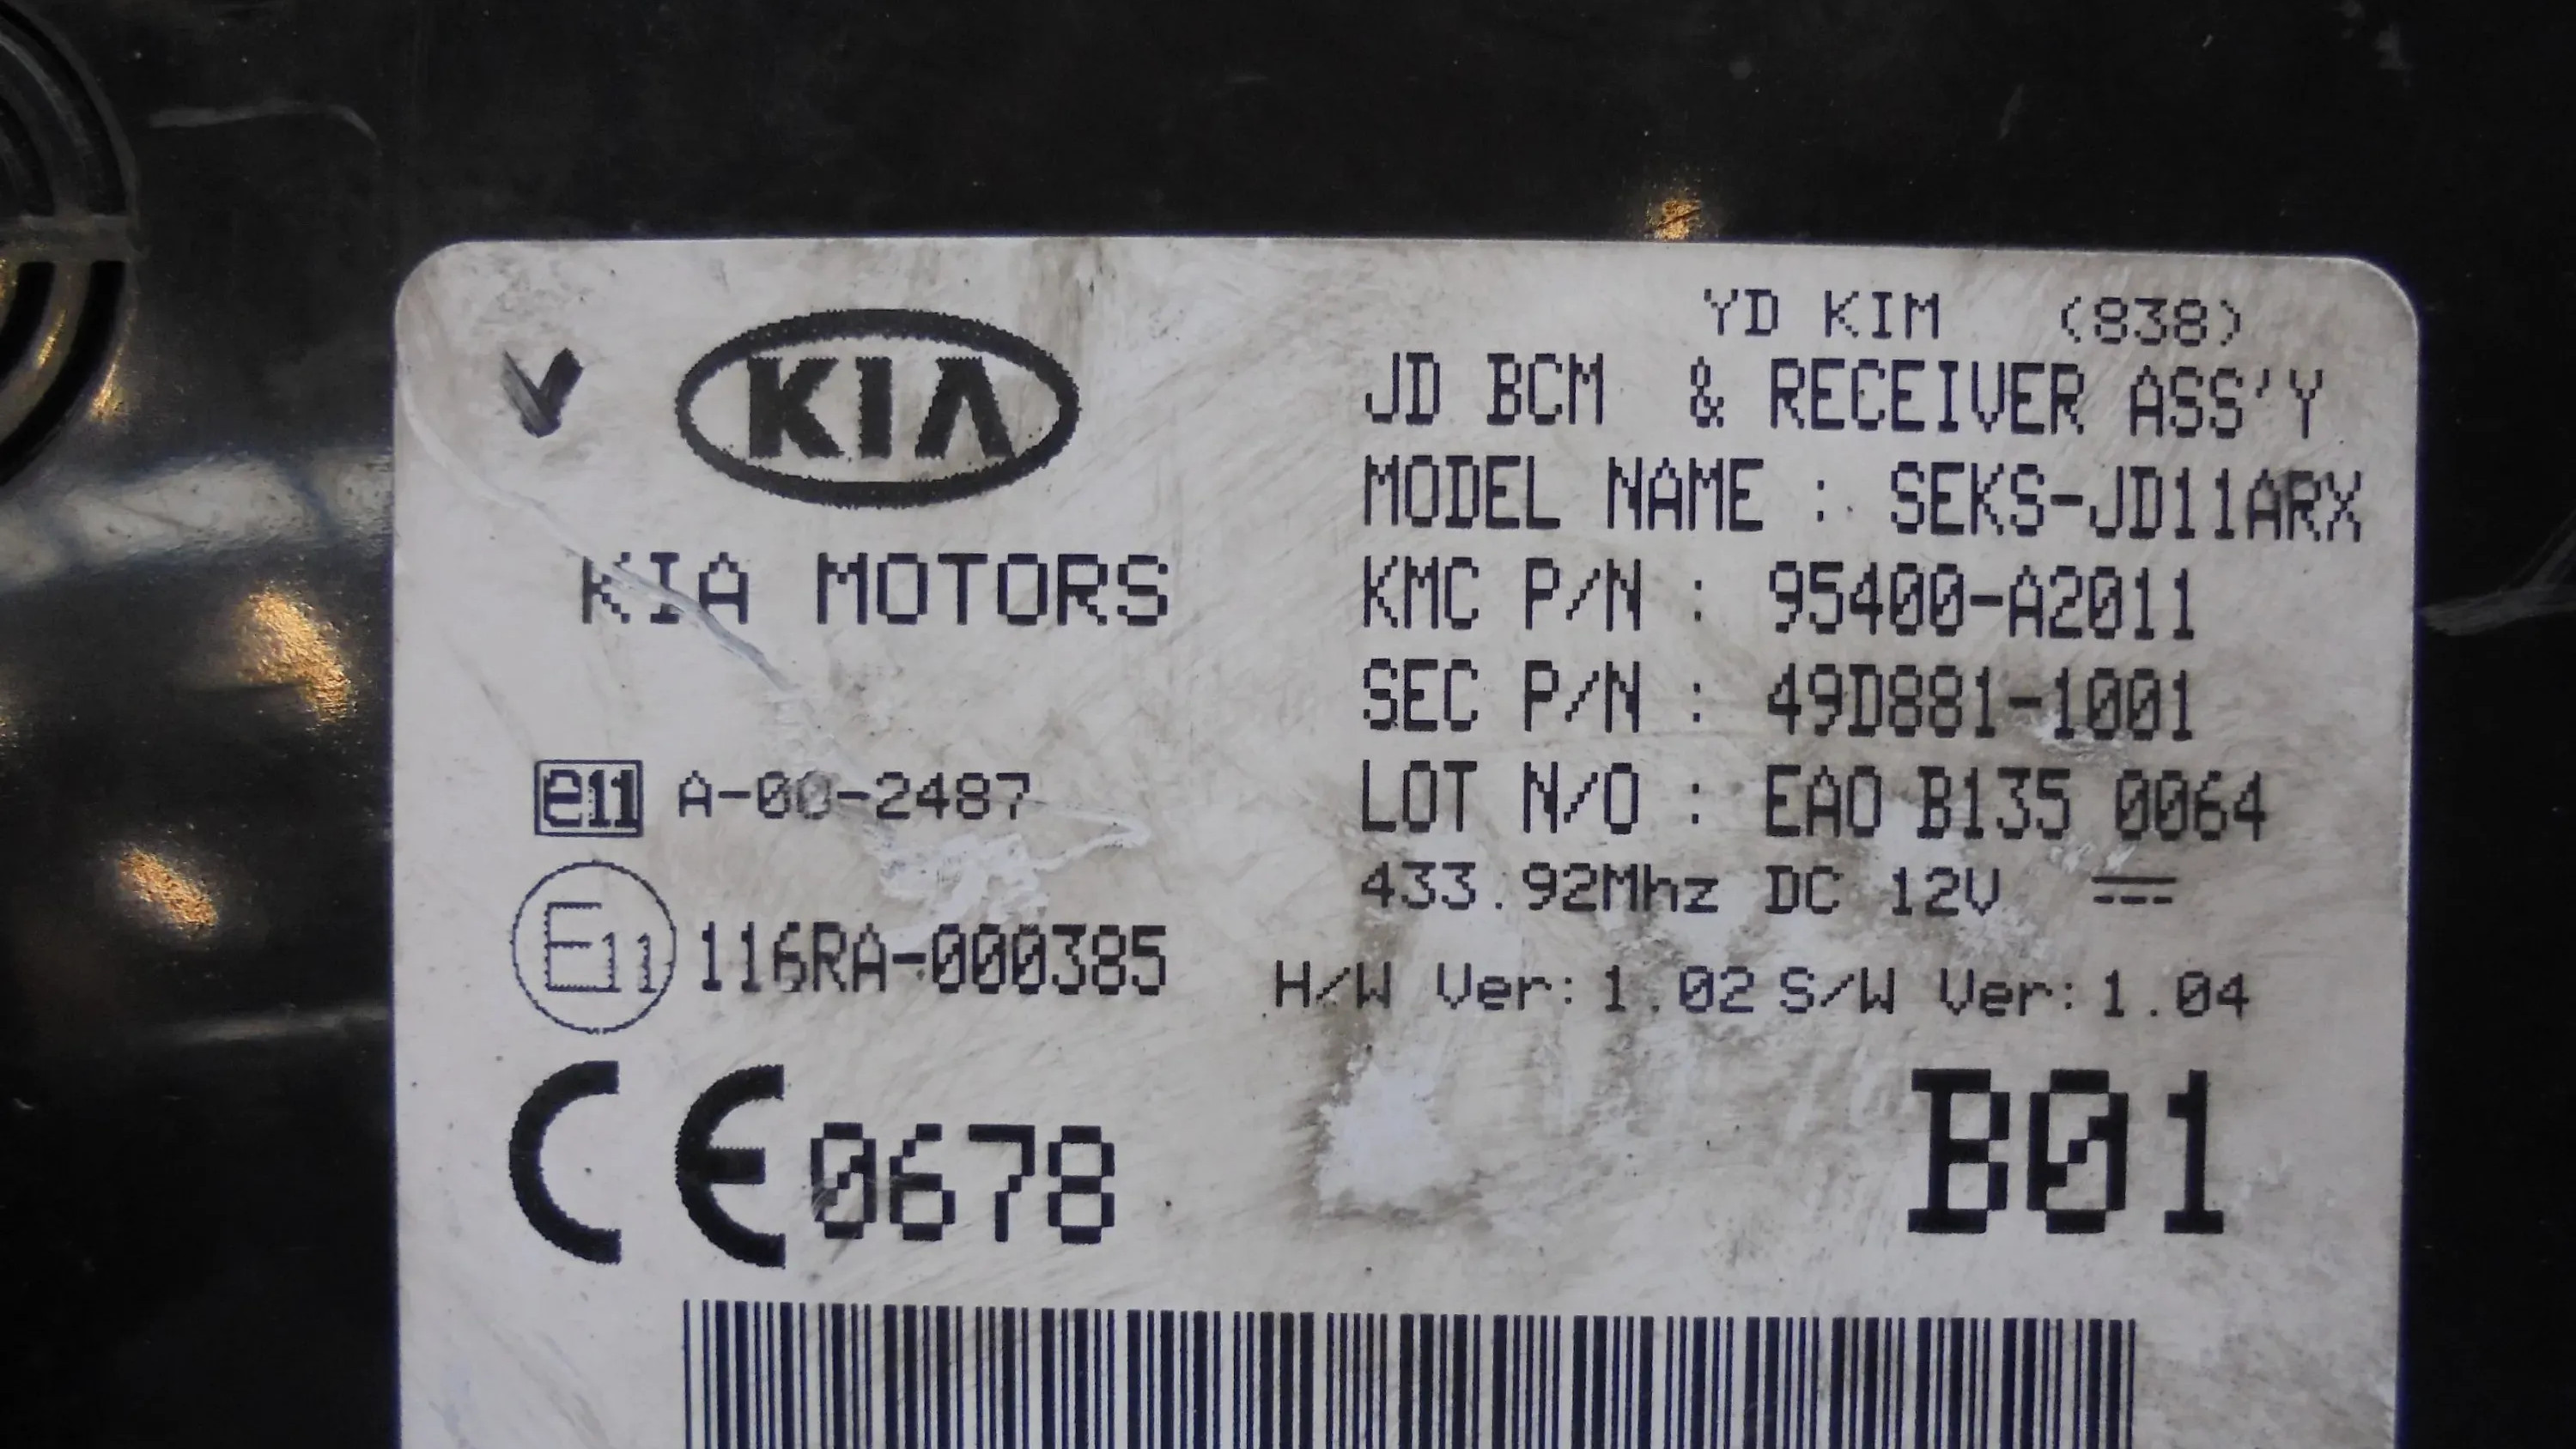 KIA
KIA MOTORS
e11 A-00-2487
E11 116RA-000385
CE 0678
YD KIM (838)
JD BCM & RECEIVER ASS'Y
MODEL NAME : SEKS-JD11ARX
KMC P/N : 95400-A2011
SEC P/N : 49D881-1001
LOT N/O : EAO B135 0064
433.92Mhz DC 12V
H/W Ver:1.02 S/W Ver:1.04
B01